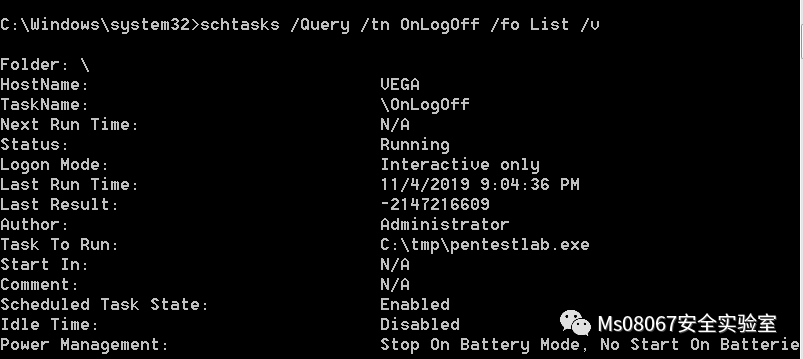 C:\Windows\system32>schtasks /Query /tn OnLogOff /fo List /v
Folder: \
HostName: VEGA
TaskName: \OnLogOff
Next Run Time: N/A
Status: Running
Logon Mode: Interactive only
Last Run Time: 11/4/2019 9:04:36 PM
Last Result: -2147216609
Author: Administrator
Task To Run: C:\tmp\pentestlab.exe
Start In: N/A
Comment: N/A
Scheduled Task State: Enabled
Idle Time: Disabled
Power Management: Stop On Battery Mode, No Start On Batterie
Ms08067安全实验室